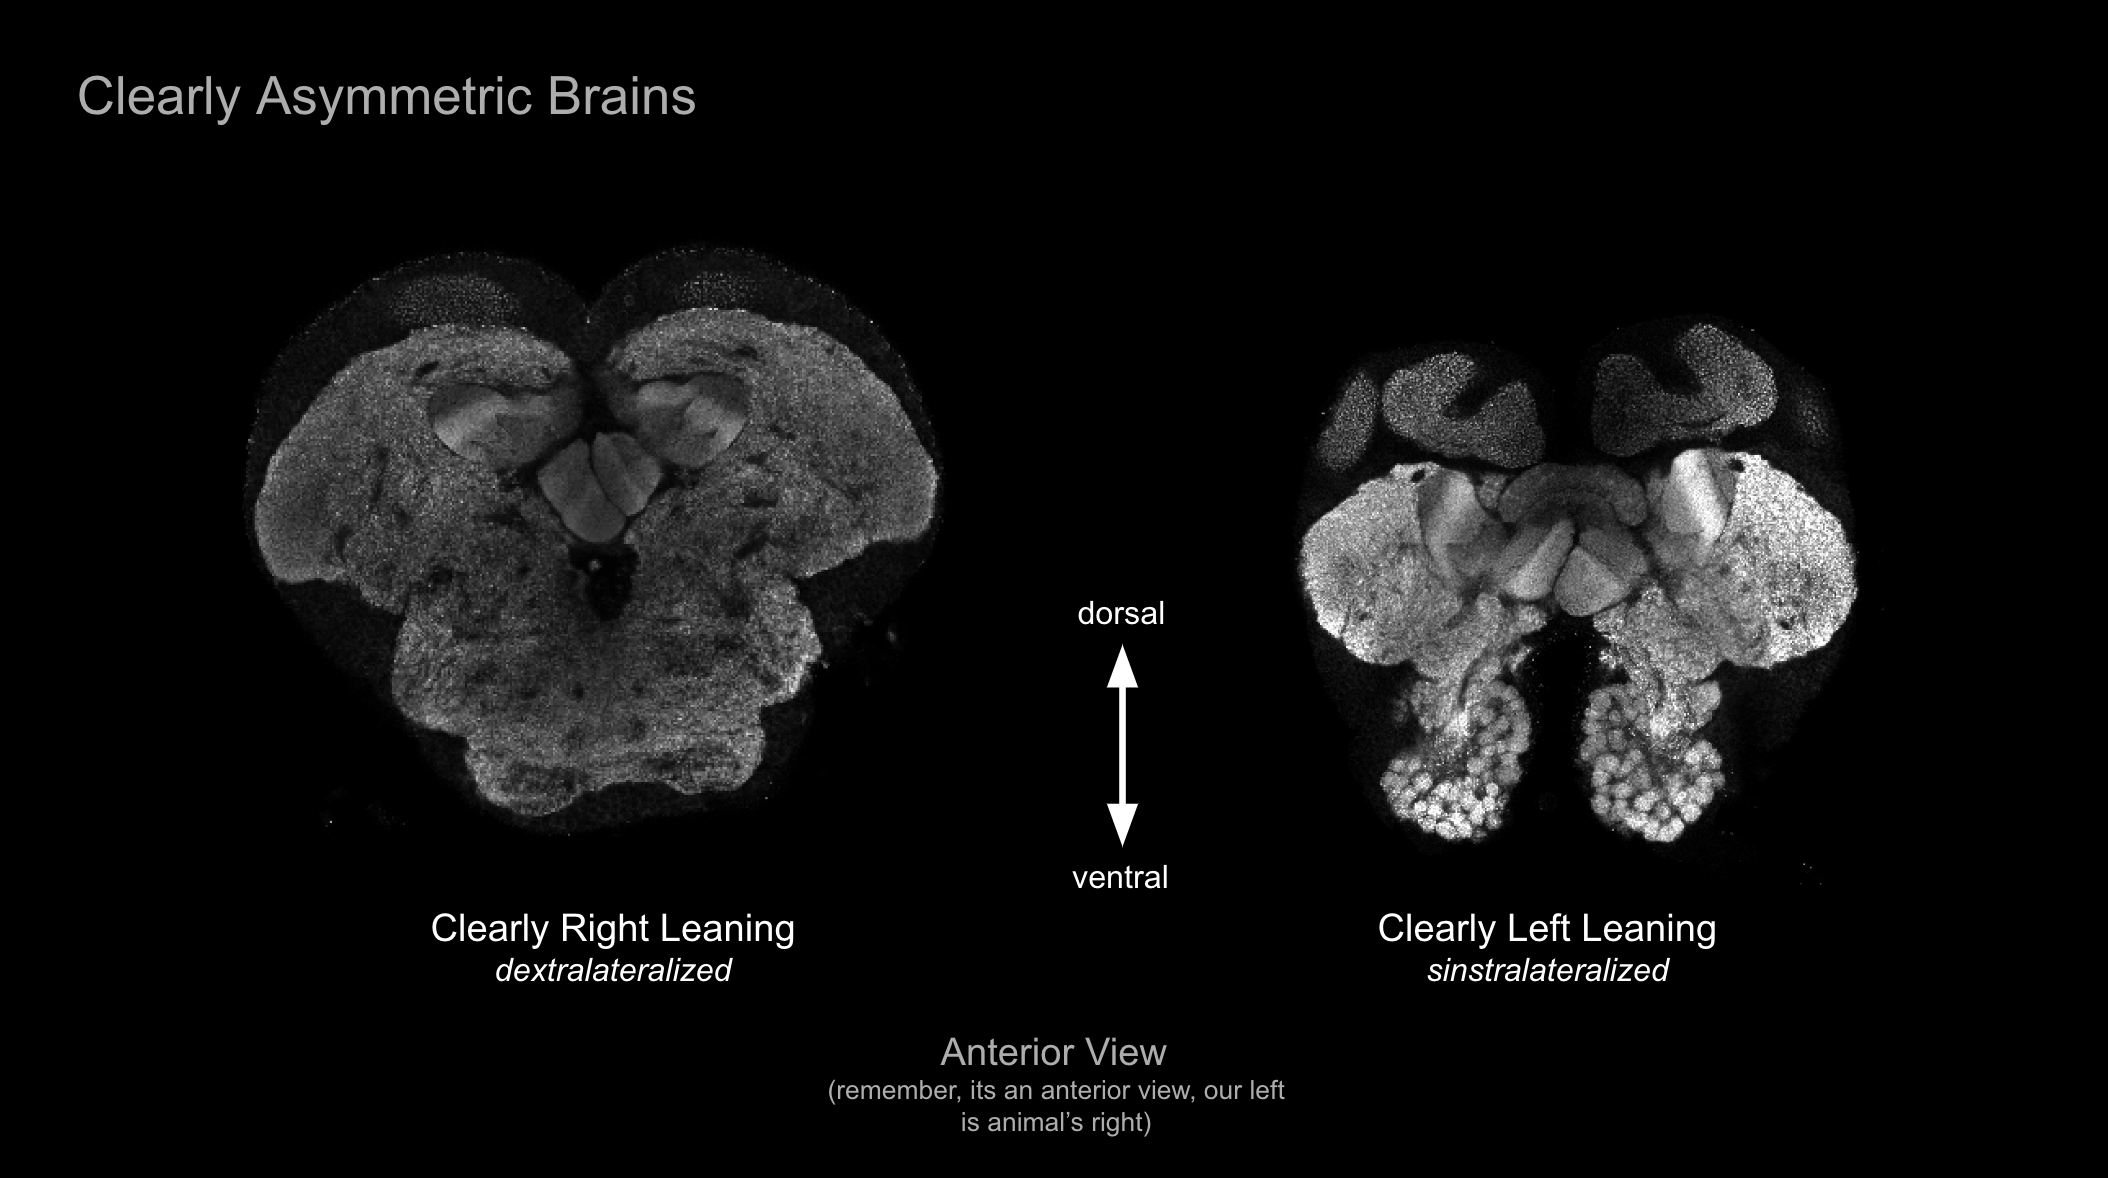 Clearly Asymmetric Brains
dorsal
ventral
Clearly Right Leaning
dextralateralized
Clearly Left Leaning
sinstralateralized
Anterior View
(remember, its an anterior view, our left
is animal’s right)